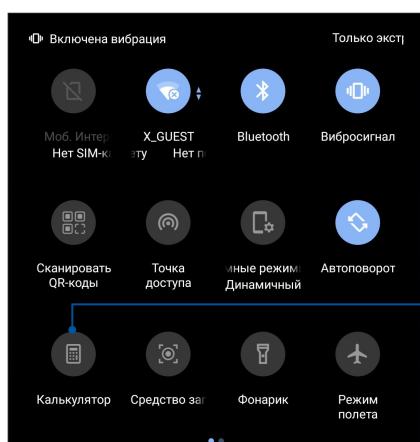 Включена вибрация
Только экст
Моб. Интер X_GUEST Bluetooth Вибросигнал
Нет SIM-к ету Нет п
Сканировать Точка мные режим Автоповорот
QR-коды доступа Динамичный
Калькулятор Средство за Фонарик Режим
полета